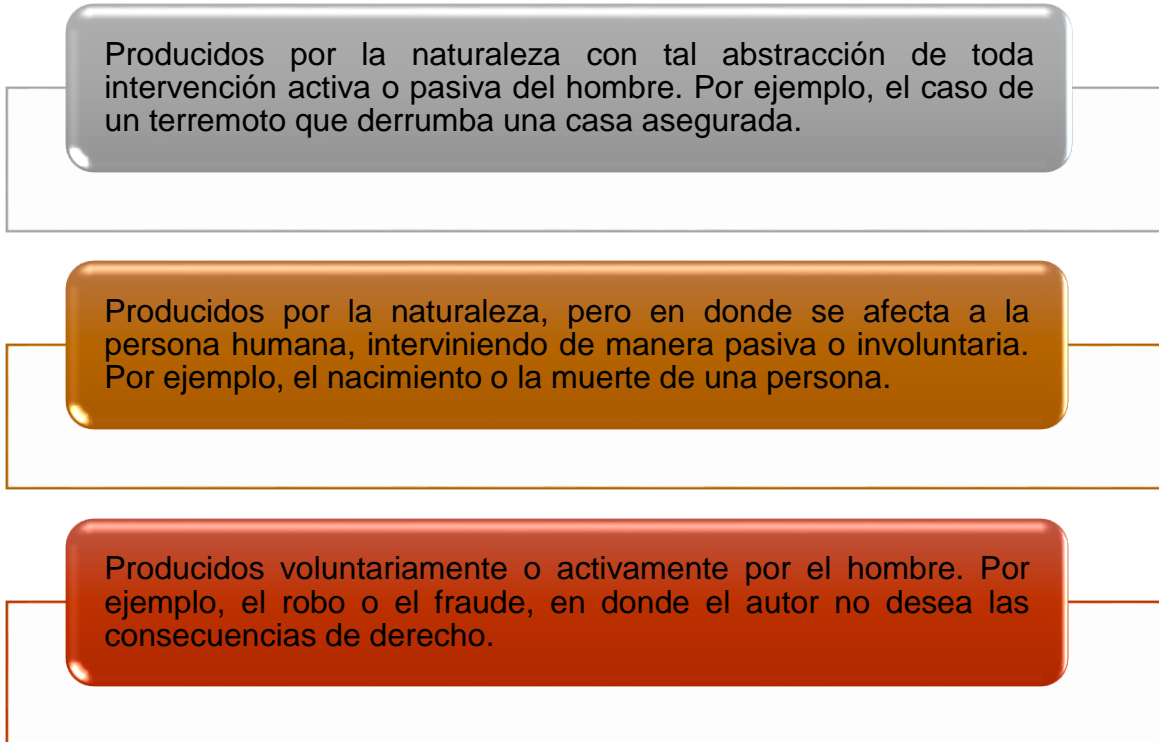 Producidos por la naturaleza con tal abstracción de toda
intervención activa o pasiva del hombre. Por ejemplo, el caso de
un terremoto que derrumba una casa asegurada.
Producidos por la naturaleza, pero en donde se afecta a la
persona humana, interviniendo de manera pasiva o involuntaria.
Por ejemplo, el nacimiento o la muerte de una persona.
Producidos voluntariamente o activamente por el hombre. Por
ejemplo, el robo o el fraude, en donde el autor no desea las
consecuencias de derecho.